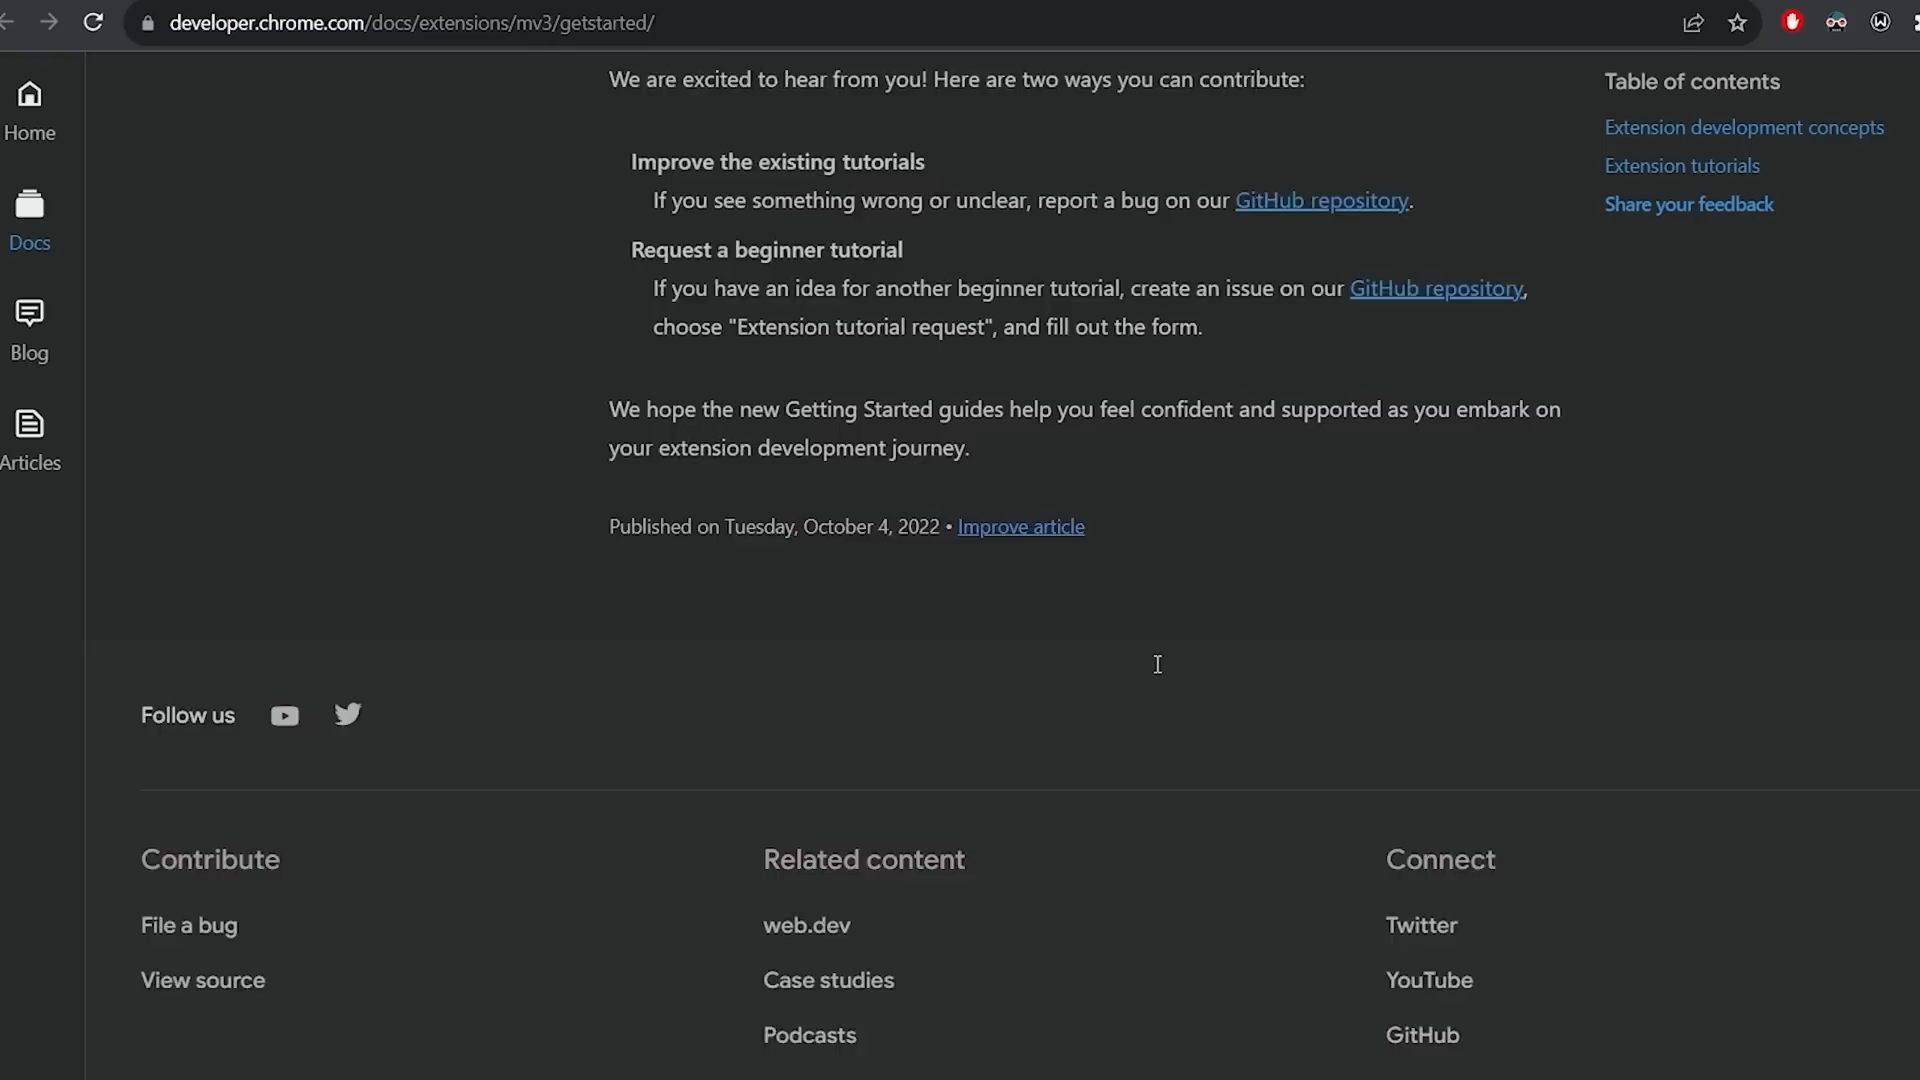 developer.chrome.com/docs/extensions/mv3/getstarted/
Home
Docs
Blog
Articles
We are excited to hear from you! Here are two ways you can contribute:
Improve the existing tutorials
If you see something wrong or unclear, report a bug on our GitHub repository.
Request a beginner tutorial
If you have an idea for another beginner tutorial, create an issue on our GitHub repository,
choose "Extension tutorial request", and fill out the form.
We hope the new Getting Started guides help you feel confident and supported as you embark on
your extension development journey.
Published on Tuesday, October 4, 2022 • Improve article
Table of contents
Extension development concepts
Extension tutorials
Share your feedback
Follow us
Contribute
File a bug
View source
Related content
web.dev
Case studies
Podcasts
Connect
Twitter
YouTube
GitHub